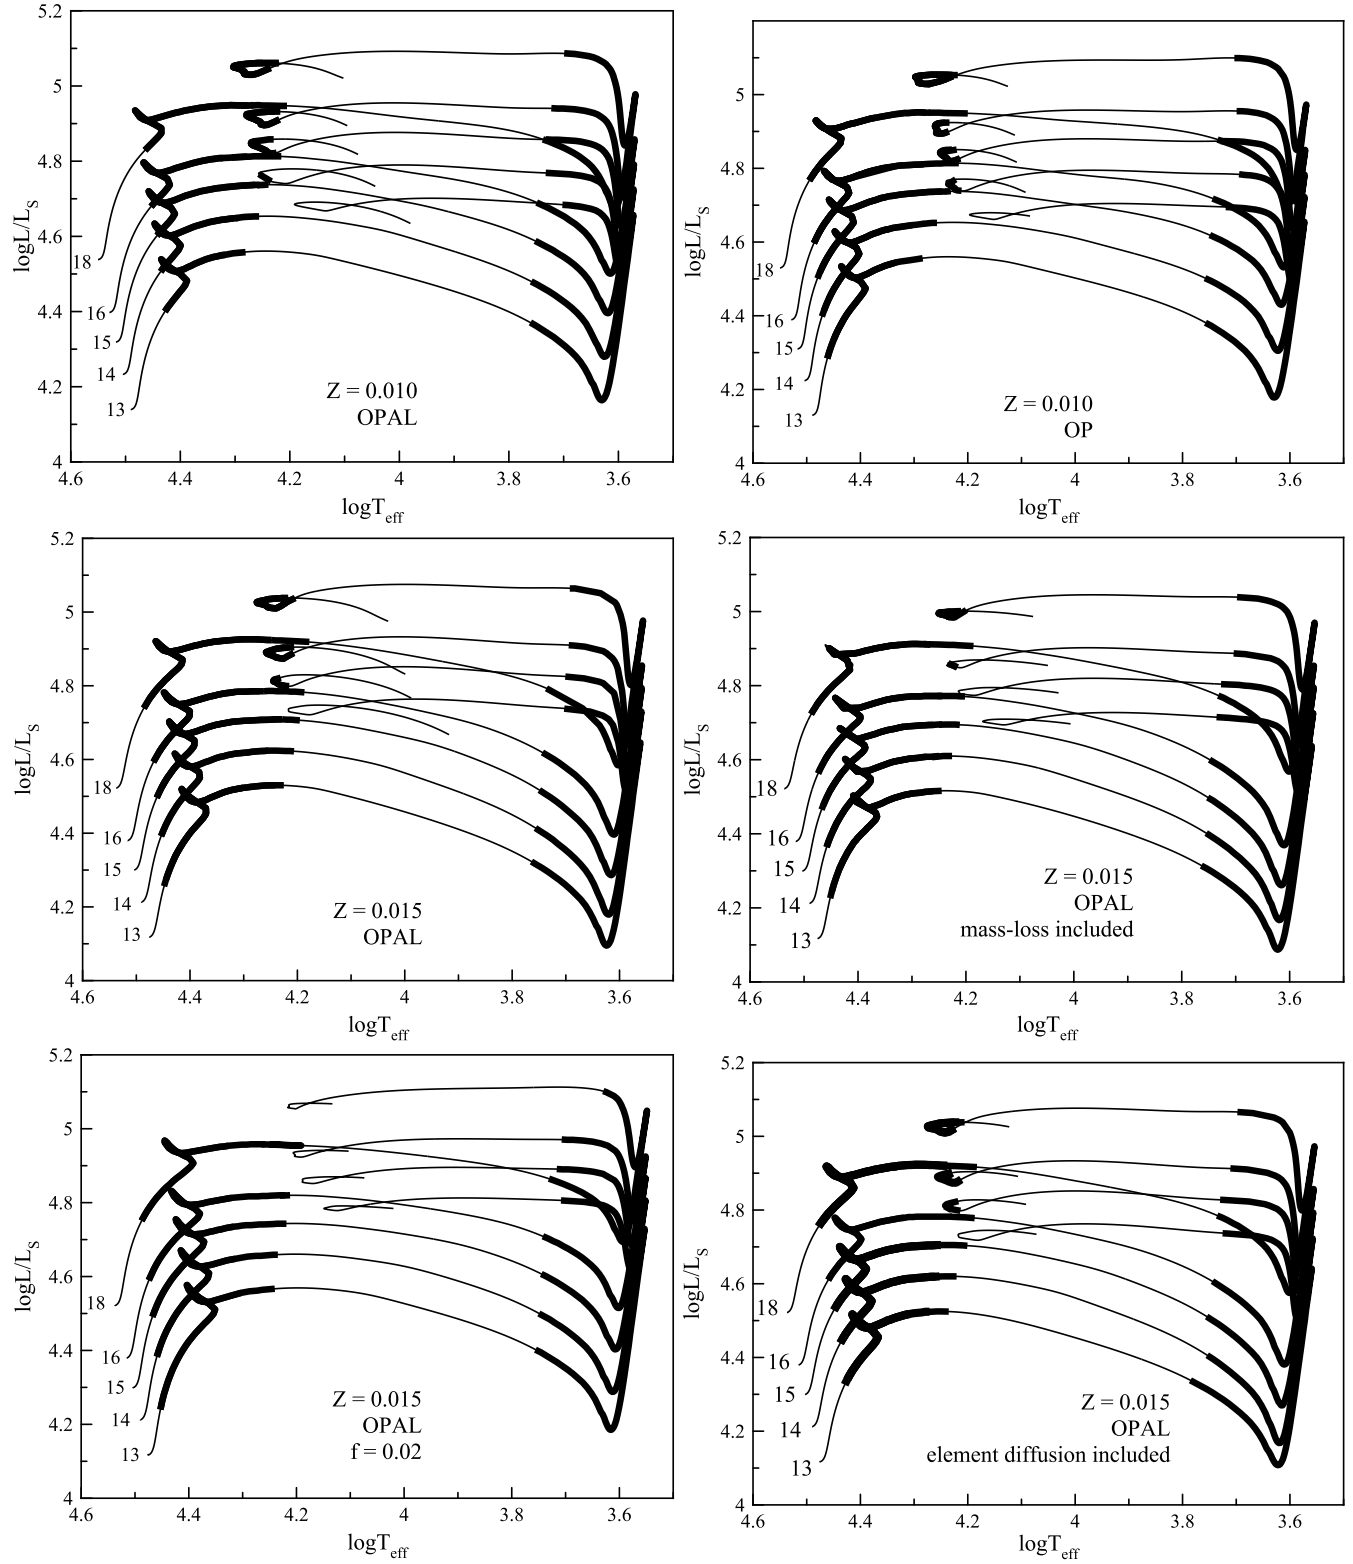 5.2
5
4.8
4.6
4.4
4.2
4
logL/L_S
18
16
15
14
13
Z = 0.010
OPAL
4.6 4.4 4.2 4 3.8 3.6
logT_eff
5
4.8
4.6
4.4
4.2
4
logL/L_S
18
16
15
14
13
Z = 0.010
OP
4.6 4.4 4.2 4 3.8 3.6
logT_eff
5.2
5
4.8
4.6
4.4
4.2
4
logL/L_S
18
16
15
14
13
Z = 0.015
OPAL
4.6 4.4 4.2 4 3.8 3.6
logT_eff
5.2
5
4.8
4.6
4.4
4.2
4
logL/L_S
18
16
15
14
13
Z = 0.015
OPAL
mass-loss included
4.6 4.4 4.2 4 3.8 3.6
logT_eff
5.2
5
4.8
4.6
4.4
4.2
4
logL/L_S
18
16
15
14
13
Z = 0.015
OPAL
f = 0.02
4.6 4.4 4.2 4 3.8 3.6
logT_eff
5.2
5
4.8
4.6
4.4
4.2
4
logL/L_S
18
16
15
14
13
Z = 0.015
OPAL
element diffusion included
4.6 4.4 4.2 4 3.8 3.6
logT_eff